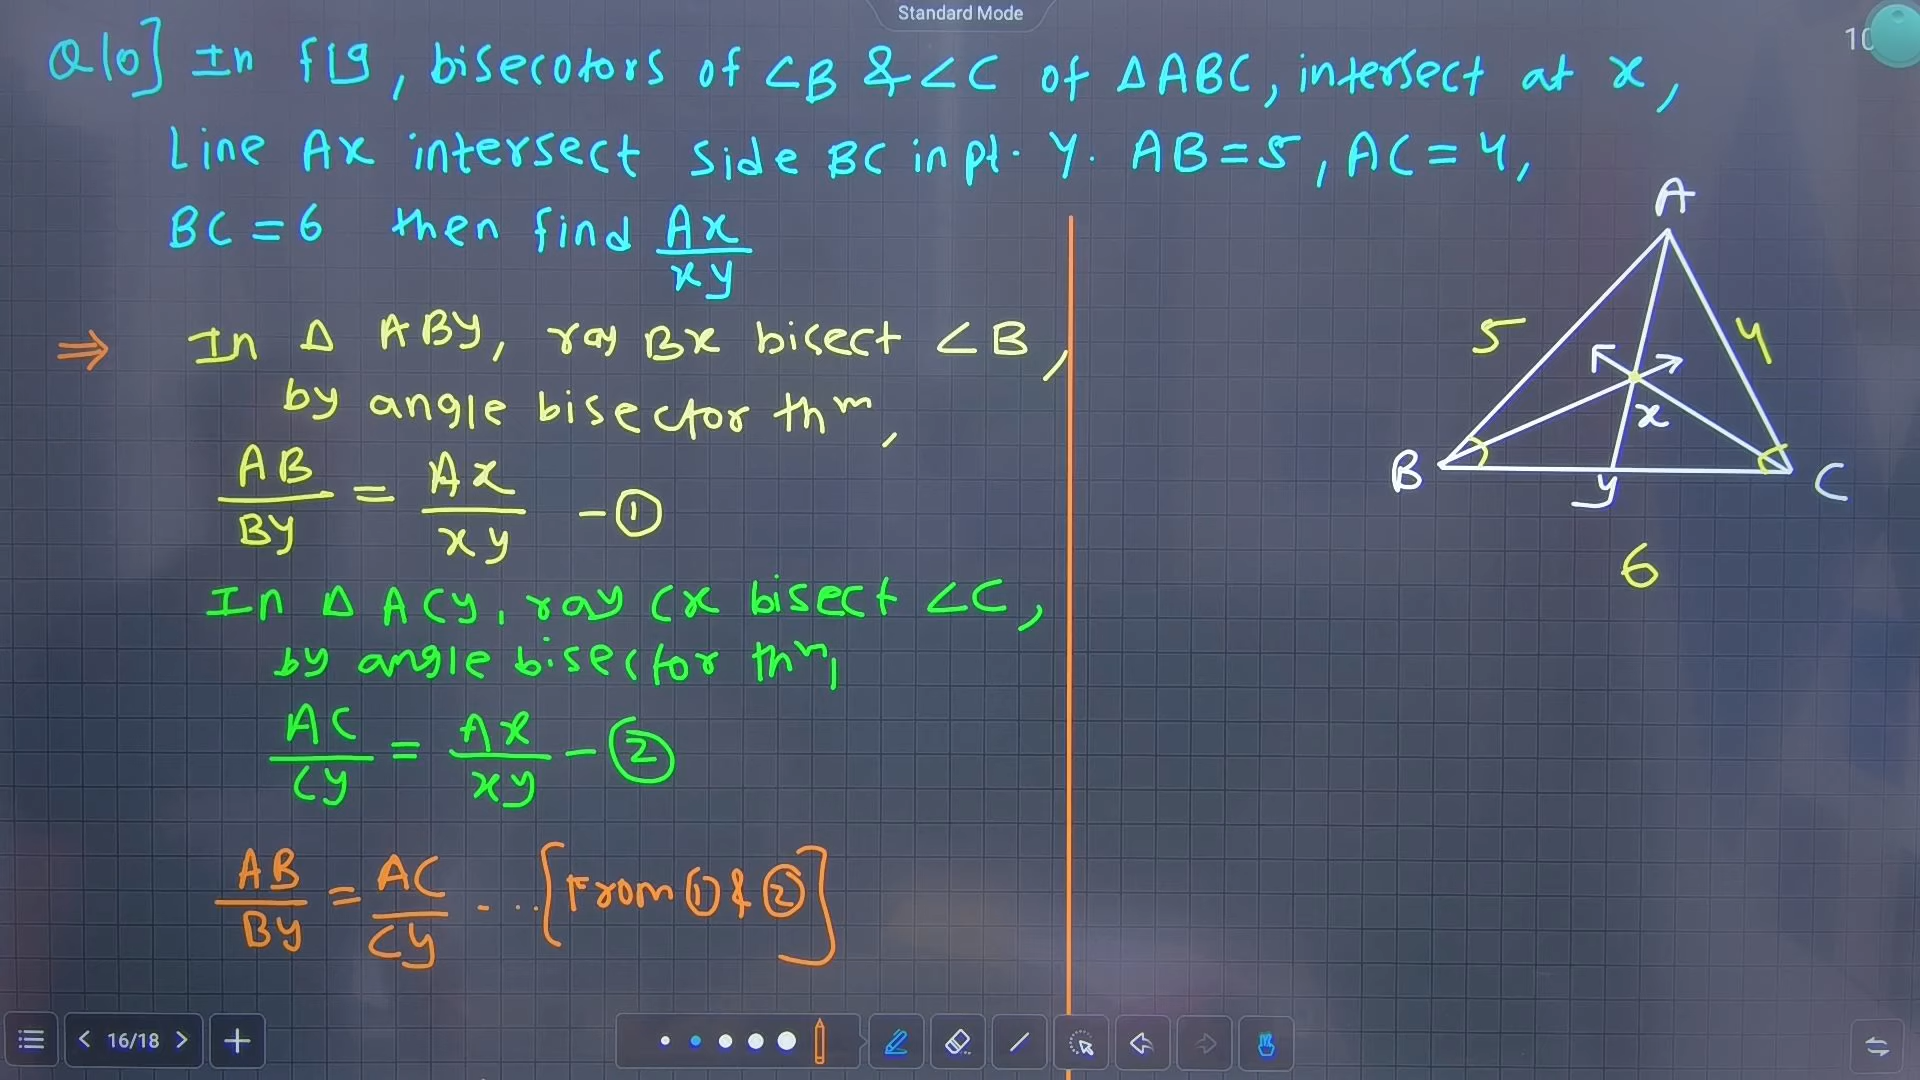 Standard Mode
10
Q10] In fig, bisecotors of ∠B & ∠C of △ABC, intersect at x,
Line Ax intersect side BC in pt. Y. AB=5, AC=4,
BC=6 then find Ax/xy
⇒ In △ ABY, ray Bx bisect ∠B,
by angle bisector thm,
AB/BY = Ax/xy -①
In △ ACy, ray Cx bisect ∠C,
by angle bisector thm,
AC/Cy = Ax/xy -②
AB/BY = AC/Cy ....[From ① & ②]
A
5
4
x
B
y
C
6
16/18